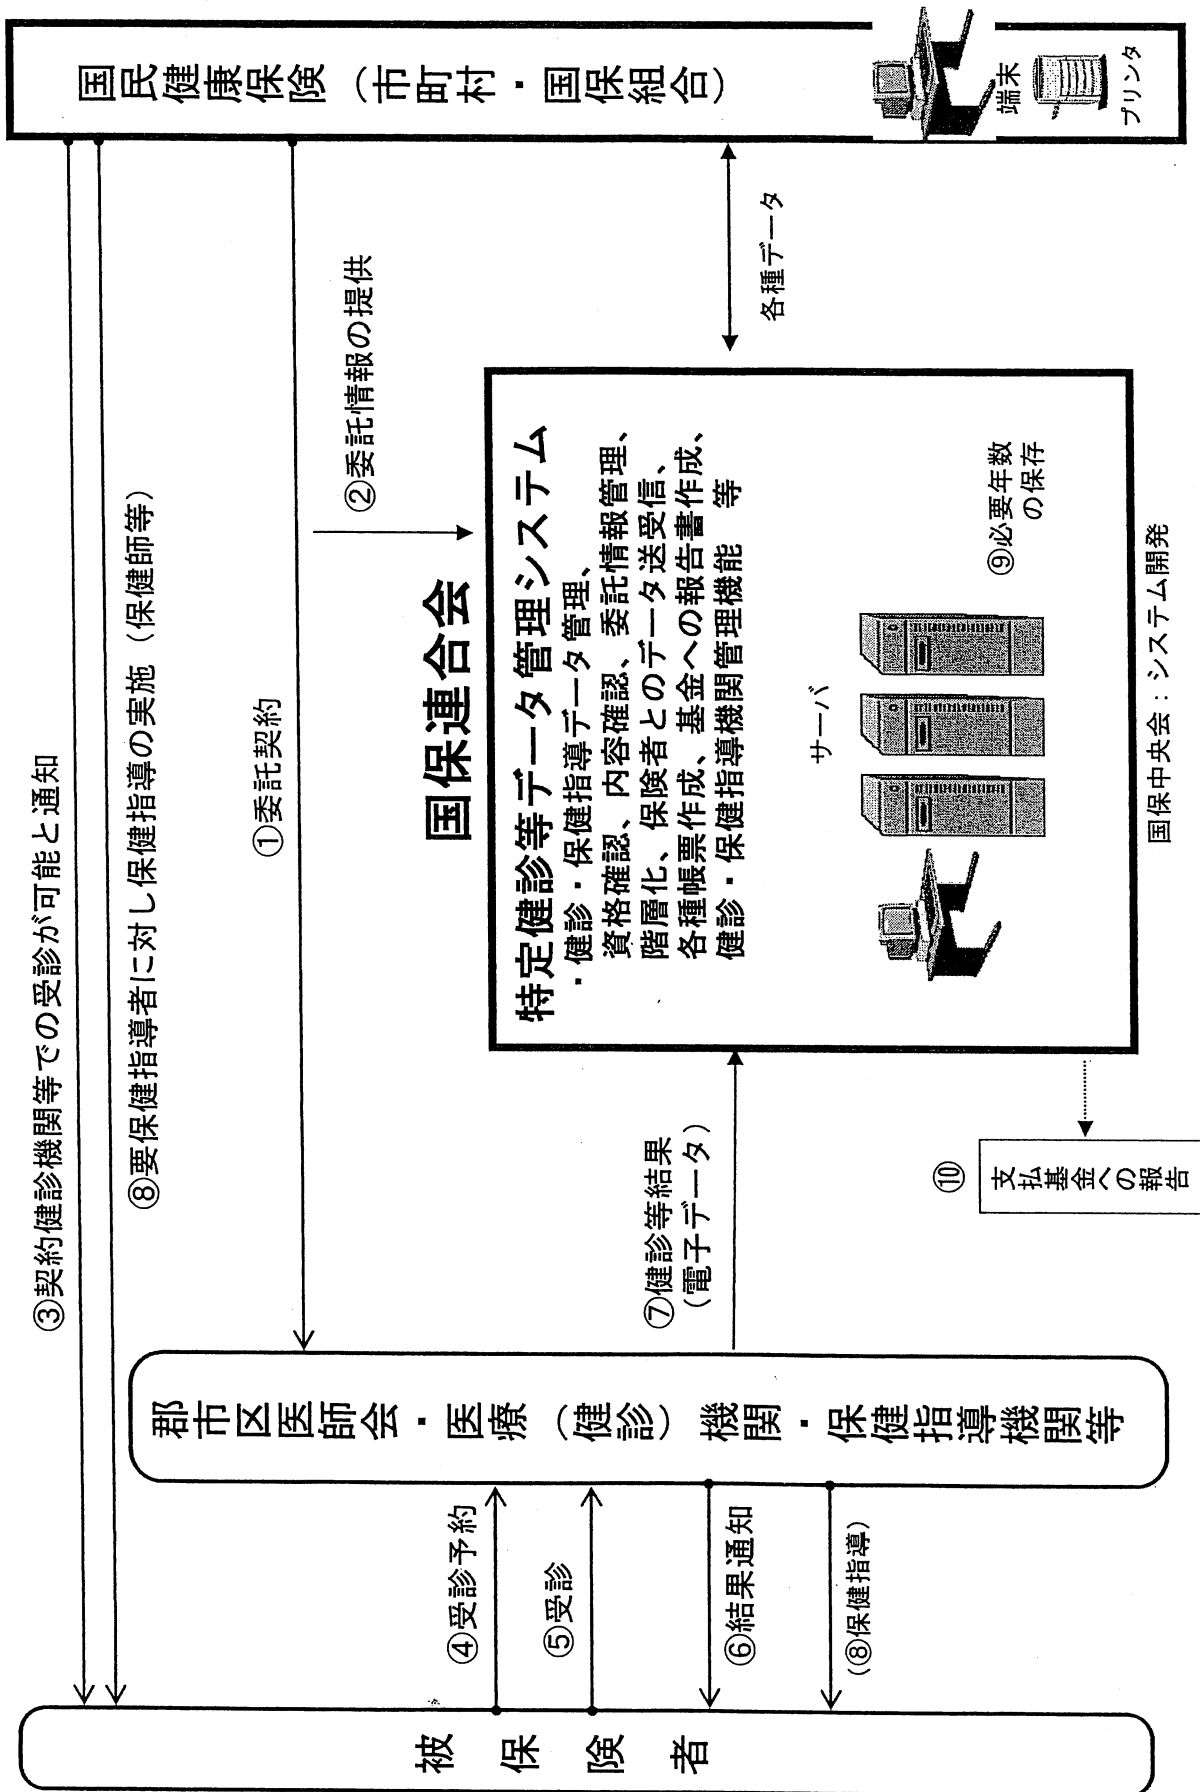 ③契約健診機関等での受診が可能と通知
⑧要保健指導者に対し保健指導の実施（保健師等）
①委託契約
②委託情報の提供
被保険者
④受診予約
⑤受診
⑥結果通知
（⑧保健指導）
郡市区医師会・医療（健診）機関・保健指導機関等
⑦健診等結果
（電子データ）
国保連合会
特定健診等データ管理システム
・健診・保健指導データ管理、
資格確認、内容確認、委託情報管理、
階層化、保険者とのデータ送受信、
各種帳票作成、基金への報告書作成、
健診・保健指導機関管理機能　等
サーバ
⑨必要年数
の保存
国保中央会：システム開発
⑩
支払基金への報告
各種データ
国民健康保険（市町村・国保組合）
端末
プリンタ